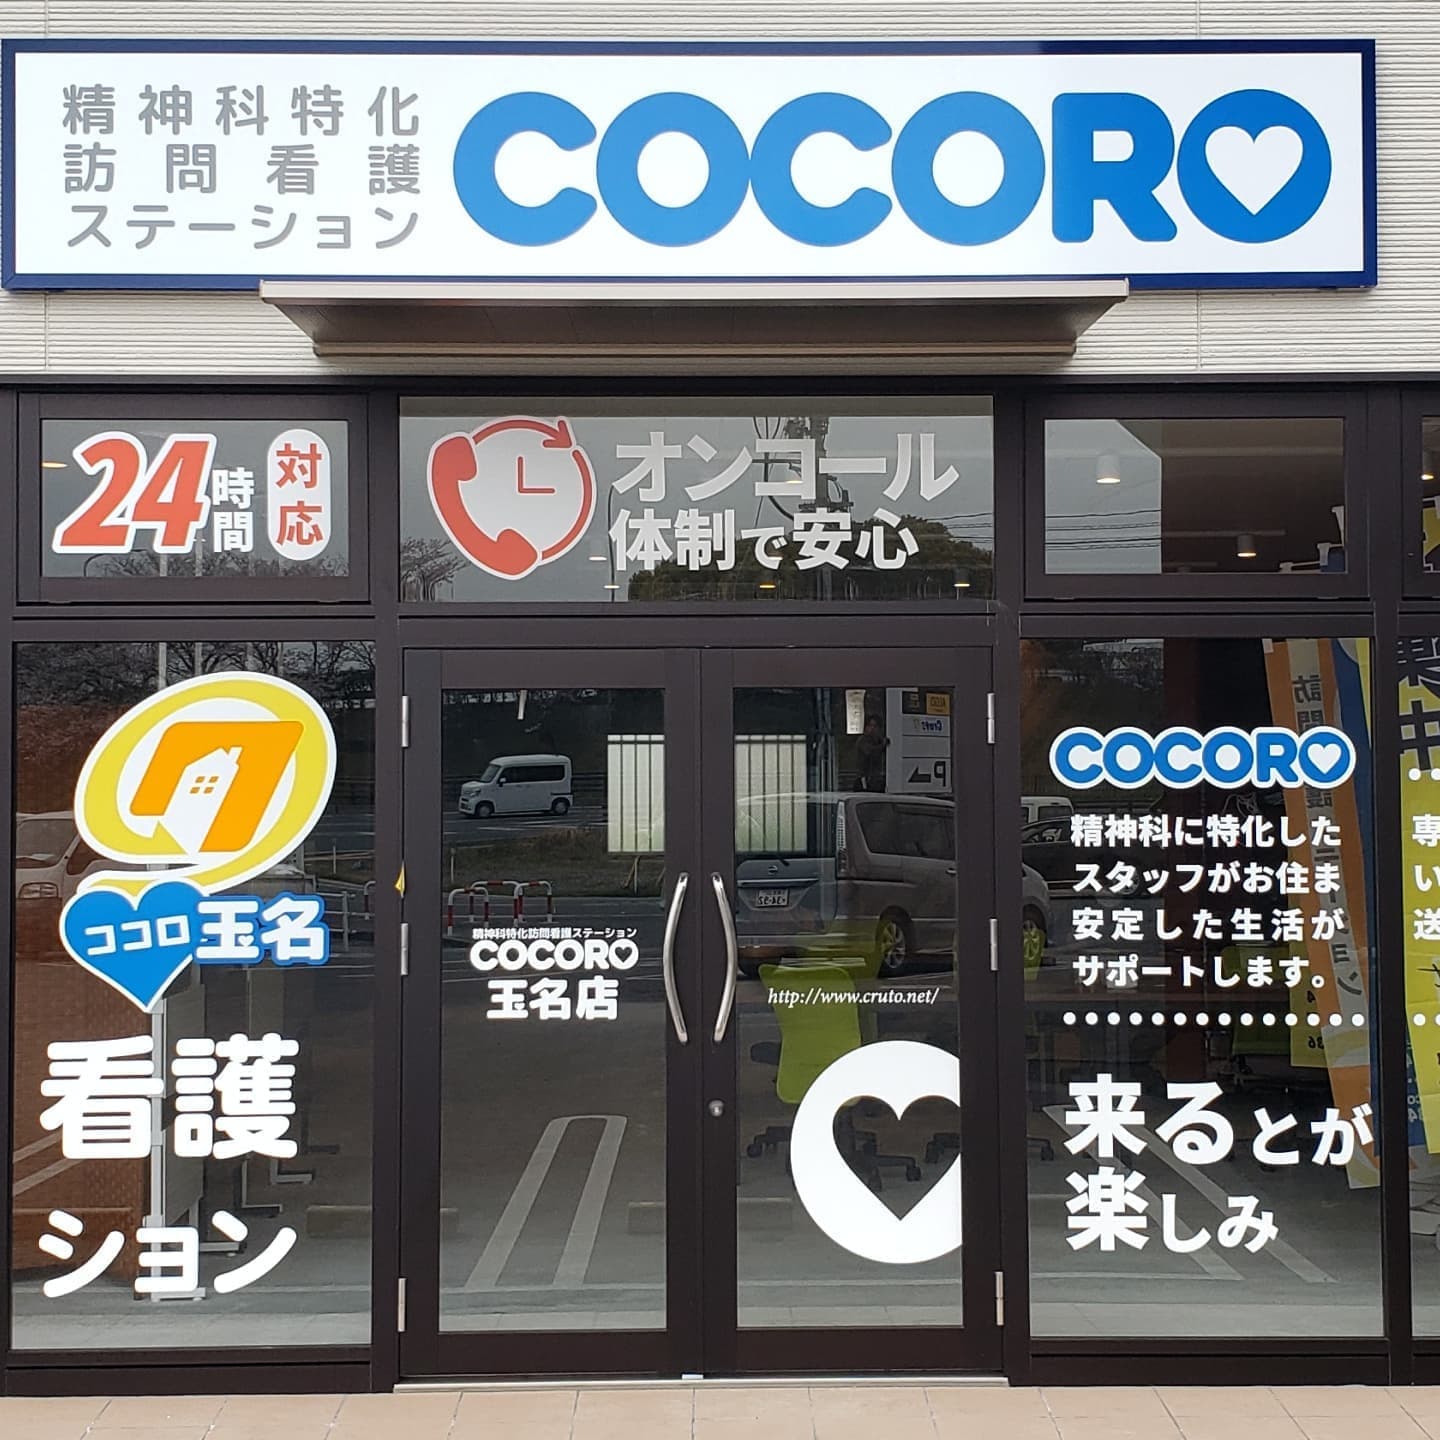 精神科特化
訪問看護
ステーション
COCORO
24時間
対応
オンコール
体制で安心
ココロ玉名
看護
ション
精神科特化訪問看護ステーション
COCORO
玉名店
http://www.cruto.net/
COCORO
精神科に特化した
スタッフがお住ま
安定した生活が
サポートします。
来るとが
楽しみ
専
い
送